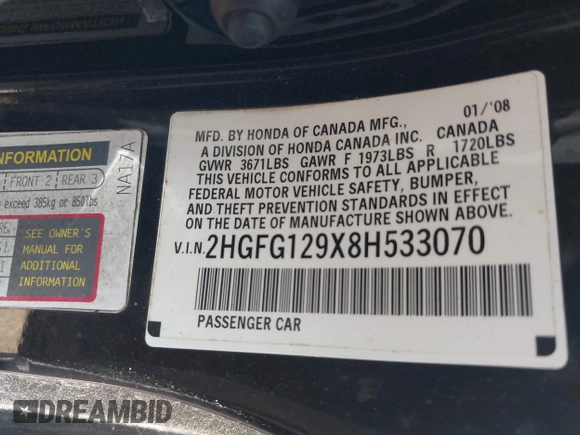 01/'08
MFD. BY HONDA OF CANADA MFG.,
A DIVISION OF HONDA CANADA INC. CANADA
GVWR 3671LBS GAWR F 1973LBS R 1720LBS
THIS VEHICLE CONFORMS TO ALL APPLICABLE
FEDERAL MOTOR VEHICLE SAFETY, BUMPER,
AND THEFT PREVENTION STANDARDS IN EFFECT
ON THE DATE OF MANUFACTURE SHOWN ABOVE.
V.I.N. 2HGFG129X8H533070
PASSENGER CAR
INFORMATION
FRONT 2 REAR 3
exceed 385kg or 850lbs
SEE OWNER'S
MANUAL FOR
ADDITIONAL
INFORMATION
NA17A
DREAMBID